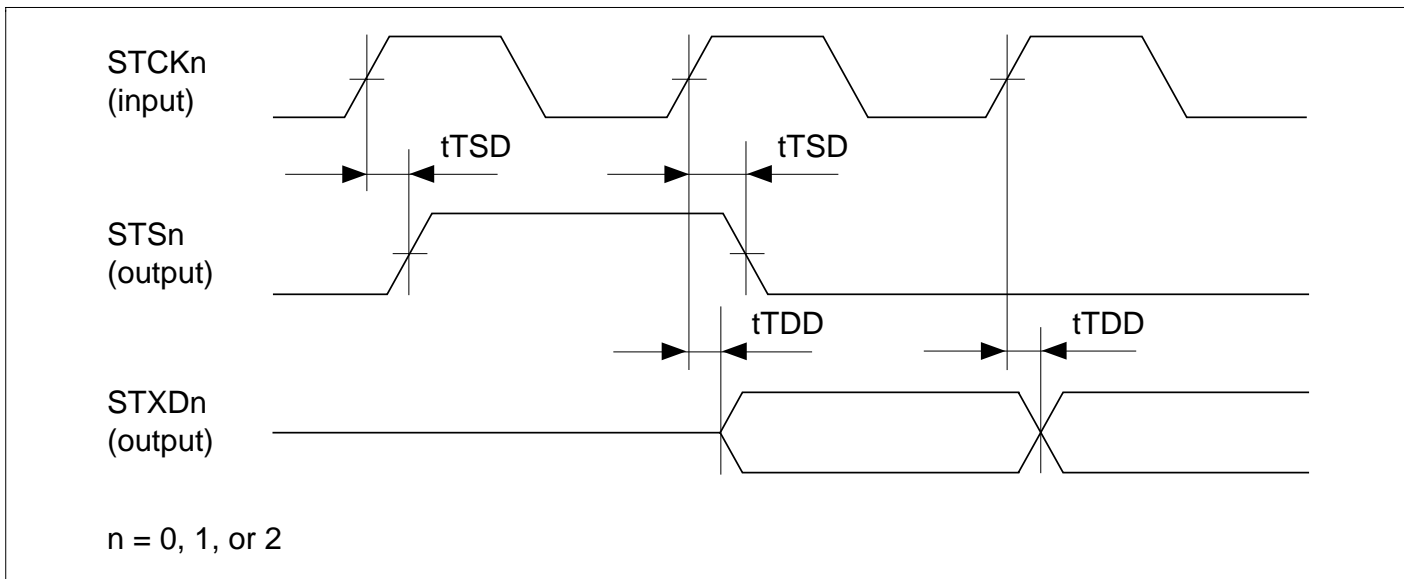 STCKn
(input)
tTSD
tTSD
STSn
(output)
tTDD
tTDD
STXDn
(output)
n = 0, 1, or 2